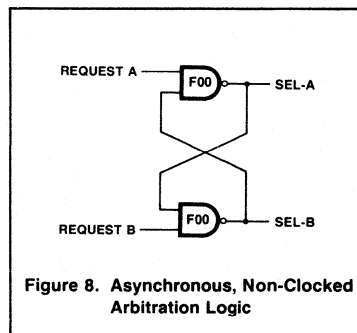 REQUEST A
F00
SEL-A
F00
SEL-B
REQUEST B
Figure 8. Asynchronous, Non-Clocked
Arbitration Logic